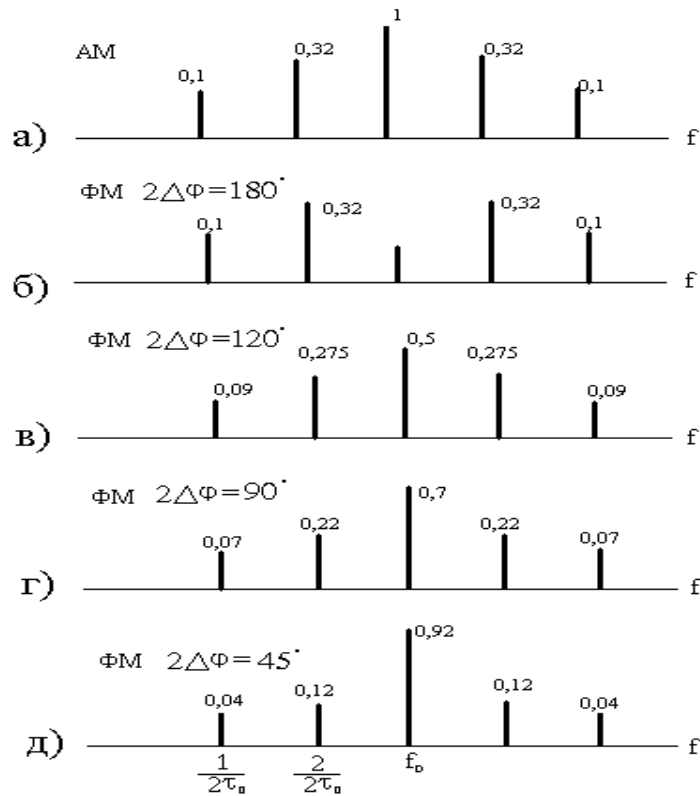 1
АМ
0,1 0,32 0,32 0,1
а) f
ФМ 2△φ=180°
0,1 0,32 0,32 0,1
б) f
ФМ 2△φ=120°
0,09 0,275 0,5 0,275 0,09
в) f
ФМ 2△φ=90°
0,07 0,22 0,7 0,22 0,07
г) f
ФМ 2△φ=45°
0,04 0,12 0,92 0,12 0,04
д) f
1/2τ₀ 2/2τ₀ f₀